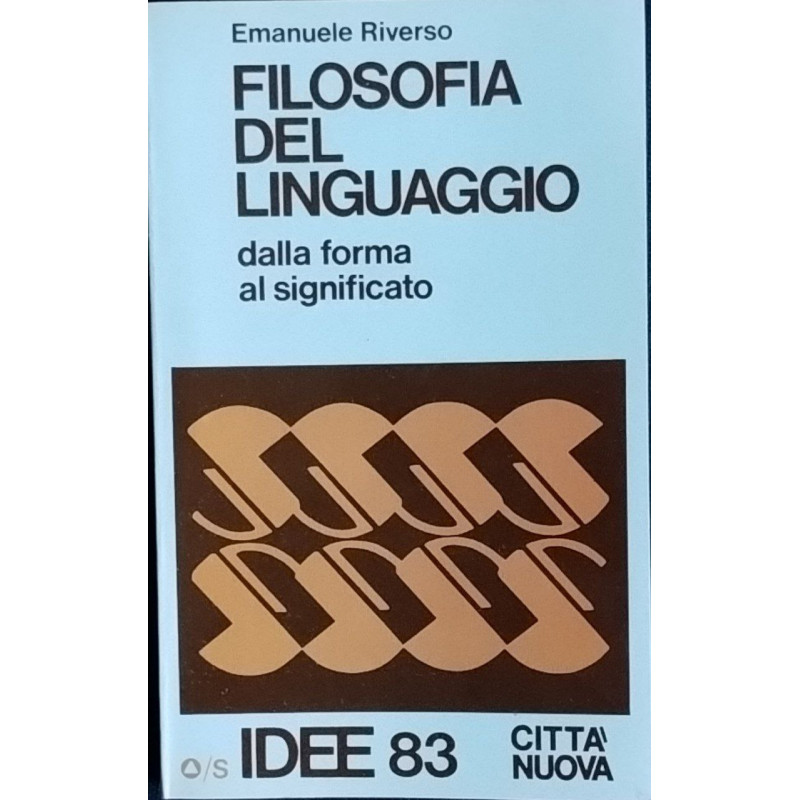 Emanuele Riverso
FILOSOFIA
DEL
LINGUAGGIO
dalla forma
al significato
/S IDEE 83
CITTA'
NUOVA